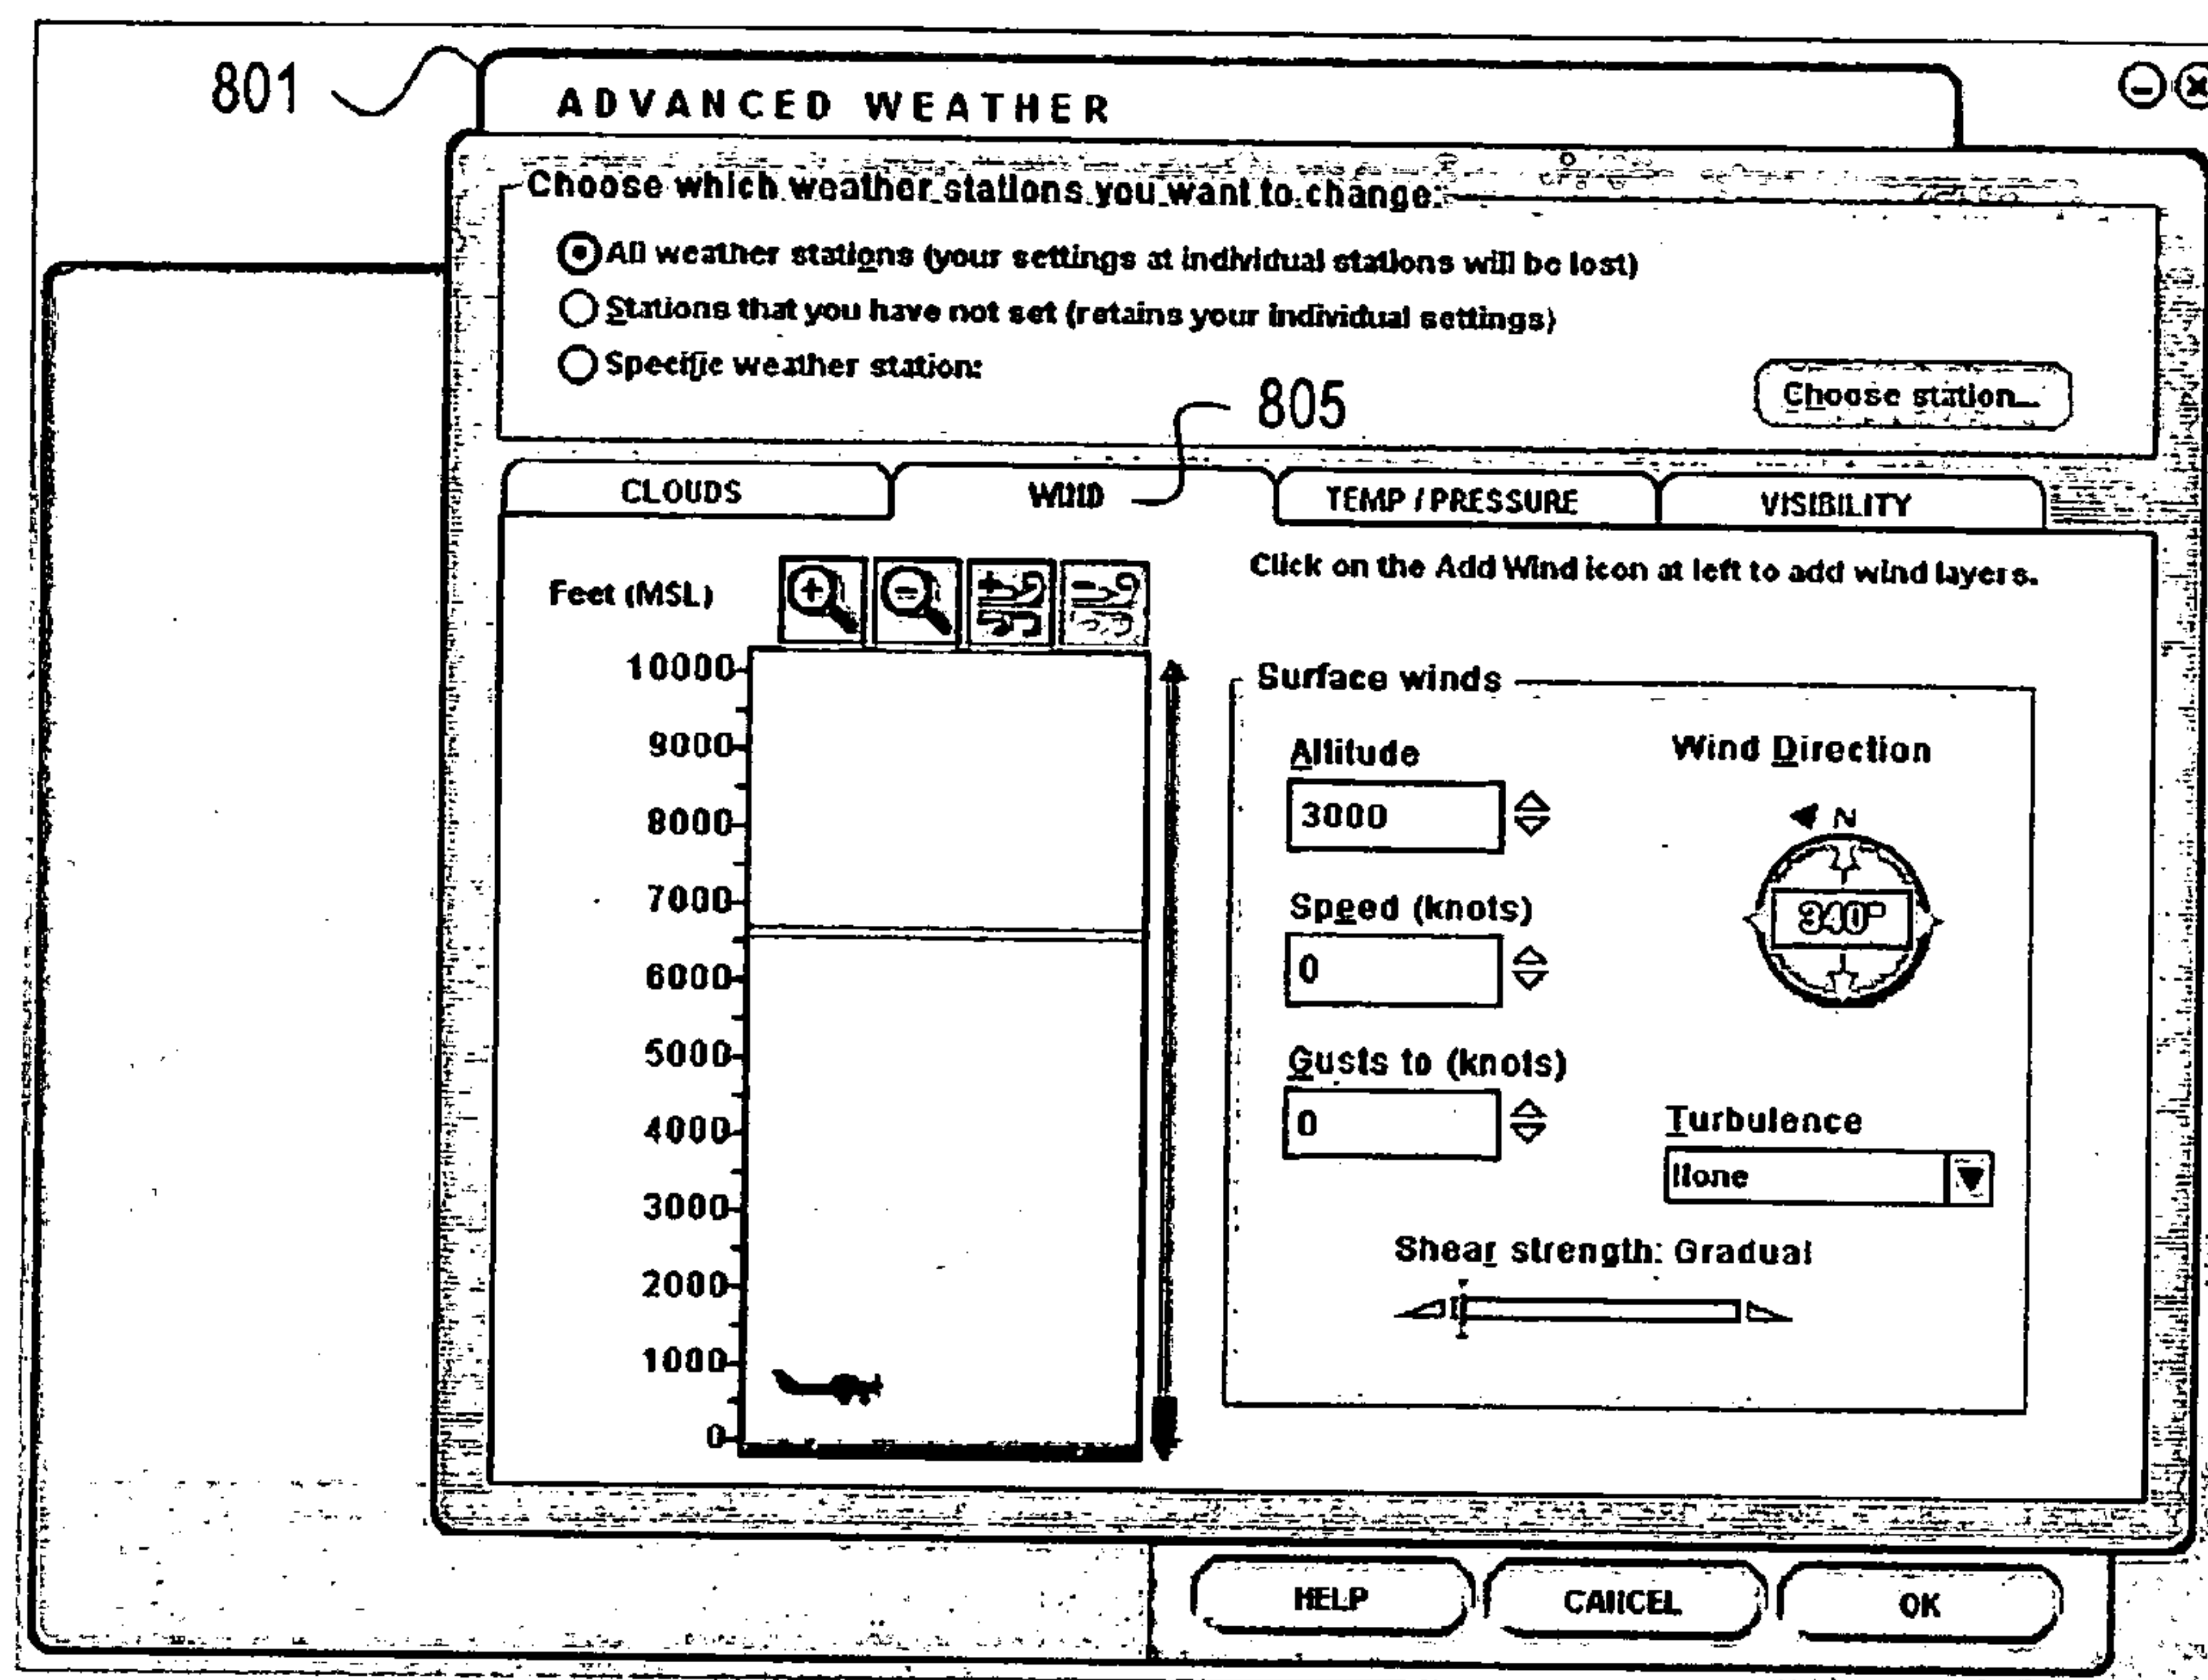 801
ADVANCED WEATHER
Choose which weather stations you want to change:
All weather stations (your settings at individual stations will be lost)
Stations that you have not set (retains your individual settings)
Specific weather station:
Choose station...
805
CLOUDS
WIND
TEMP / PRESSURE
VISIBILITY
Click on the Add Wind icon at left to add wind layers.
Feet (MSL)
10000
9000
8000
7000
6000
5000
4000
3000
2000
1000
0
Surface winds
Altitude
3000
Wind Direction
N
340°
Speed (knots)
0
Gusts to (knots)
0
Turbulence
None
Shear strength: Gradual
HELP
CANCEL
OK